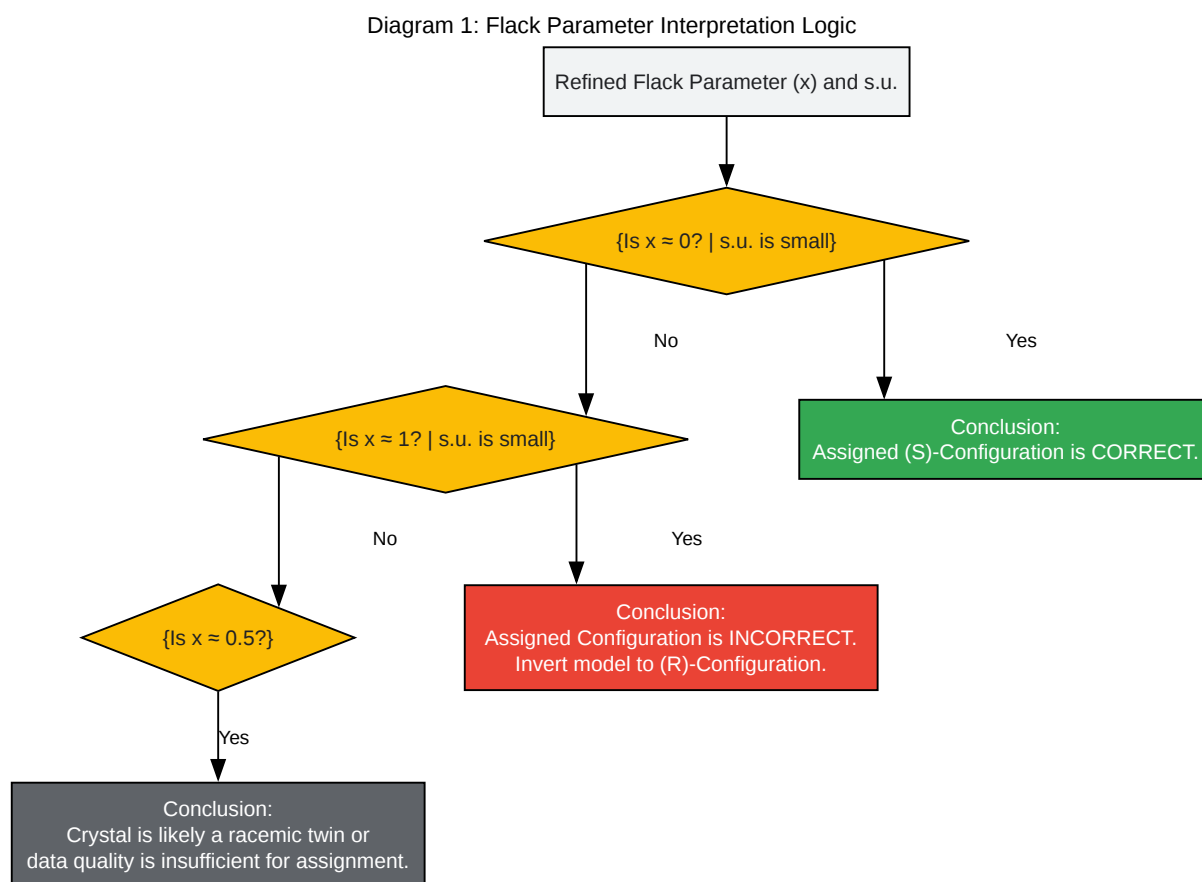 Diagram 1: Flack Parameter Interpretation Logic
Refined Flack Parameter (x) and s.u.
{Is x ≈ 0? | s.u. is small}
No
Yes
{Is x ≈ 1? | s.u. is small}
Conclusion:
Assigned (S)-Configuration is CORRECT.
No
Yes
{Is x ≈ 0.5?}
Conclusion:
Assigned Configuration is INCORRECT.
Invert model to (R)-Configuration.
Yes
Conclusion:
Crystal is likely a racemic twin or
data quality is insufficient for assignment.